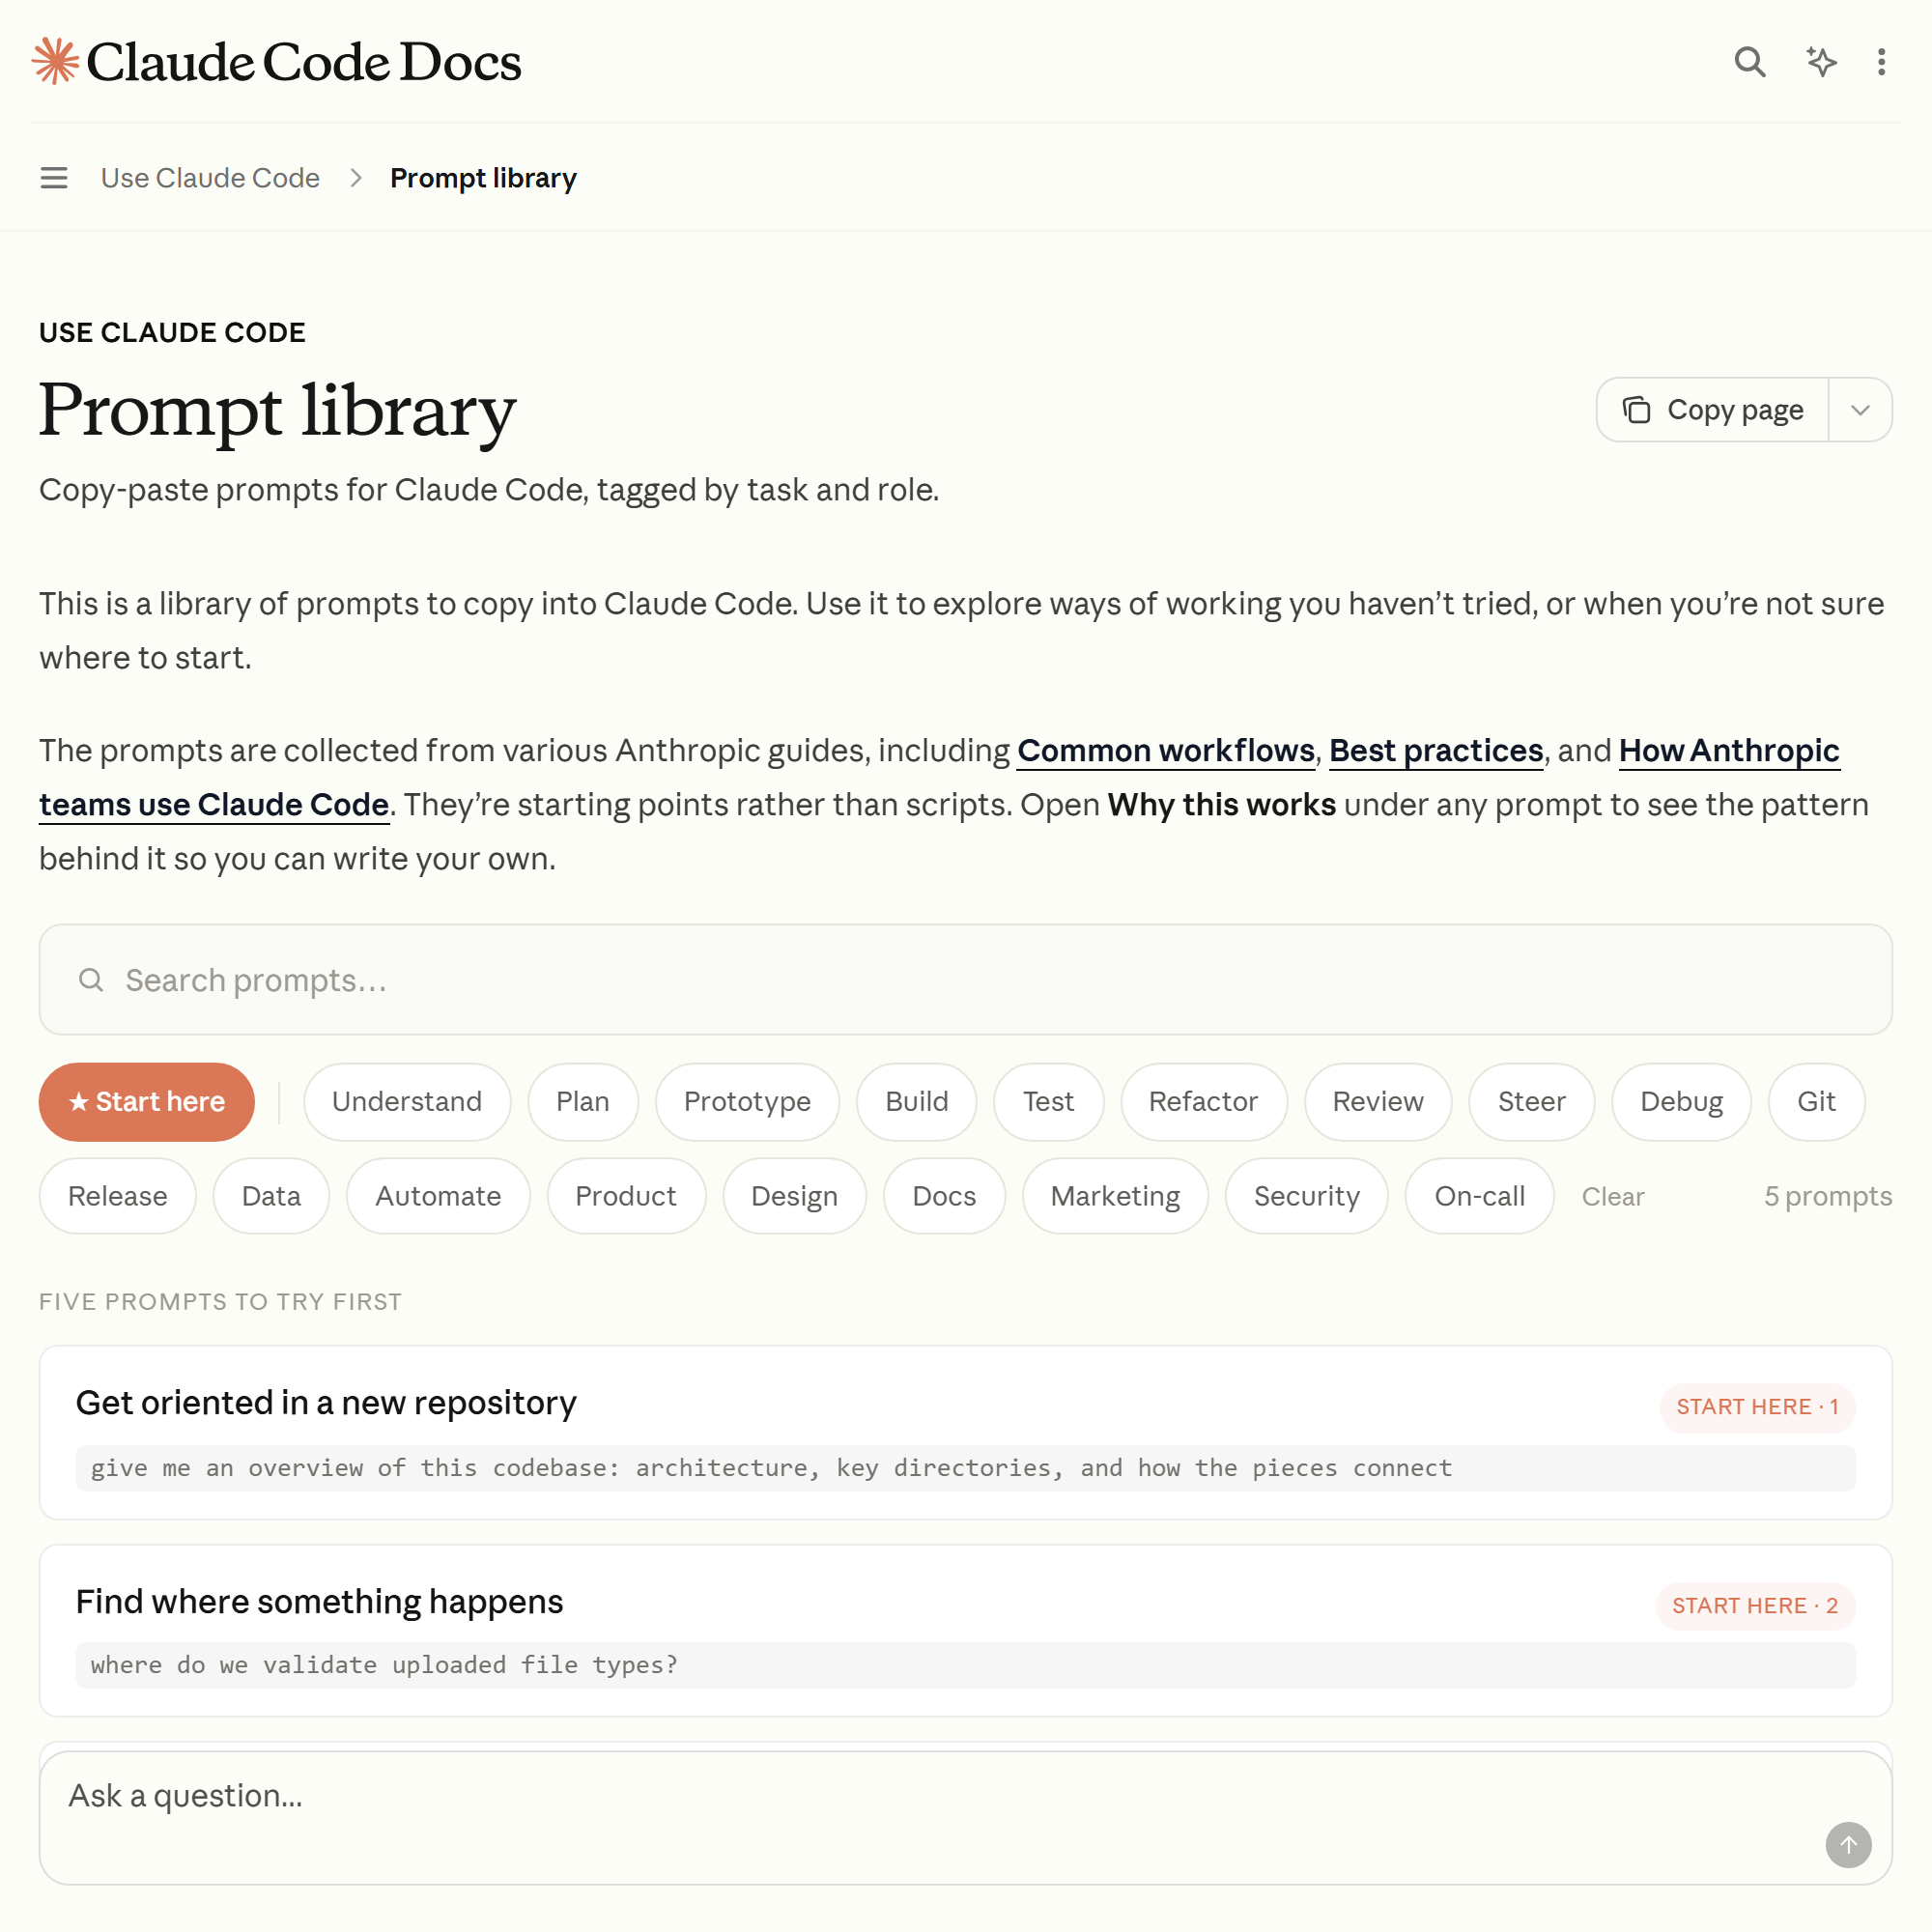 Claude Code Docs
Use Claude Code > Prompt library
USE CLAUDE CODE
Prompt library
Copy page
Copy-paste prompts for Claude Code, tagged by task and role.
This is a library of prompts to copy into Claude Code. Use it to explore ways of working you haven’t tried, or when you’re not sure
where to start.
The prompts are collected from various Anthropic guides, including Common workflows, Best practices, and How Anthropic
teams use Claude Code. They’re starting points rather than scripts. Open Why this works under any prompt to see the pattern
behind it so you can write your own.
Search prompts…
★ Start here Understand Plan Prototype Build Test Refactor Review Steer Debug Git
Release Data Automate Product Design Docs Marketing Security On-call Clear 5 prompts
FIVE PROMPTS TO TRY FIRST
Get oriented in a new repository START HERE · 1
give me an overview of this codebase: architecture, key directories, and how the pieces connect
Find where something happens START HERE · 2
where do we validate uploaded file types?
Ask a question...